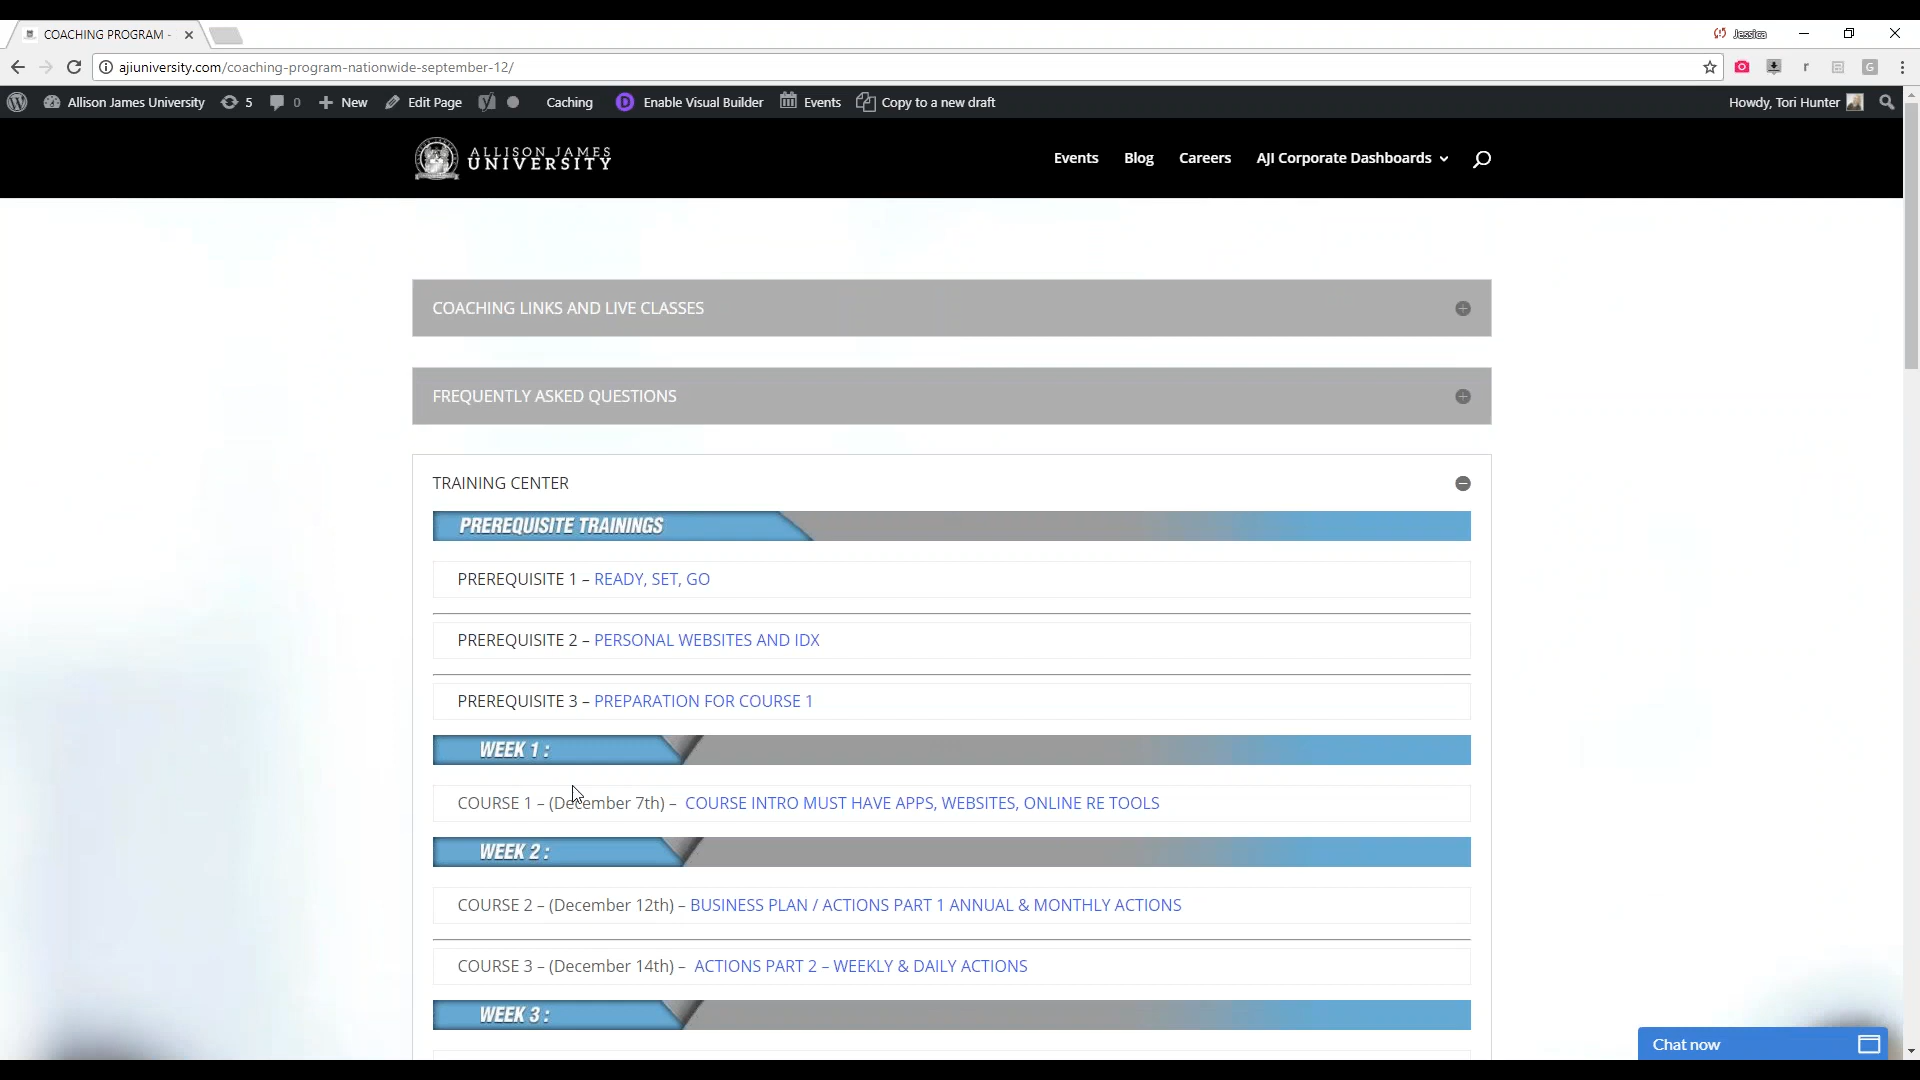 COACHING PROGRAM -
Jessica
ajiuniversity.com/coaching-program-nationwide-september-12/
r
G
Allison James University
5
0
New
Edit Page
Caching
D
Enable Visual Builder
Events
Copy to a new draft
Howdy, Tori Hunter
ALLISON JAMES
UNIVERSITY
Events
Blog
Careers
AJI Corporate Dashboards
COACHING LINKS AND LIVE CLASSES
FREQUENTLY ASKED QUESTIONS
TRAINING CENTER
PREREQUISITE TRAININGS
PREREQUISITE 1 – READY, SET, GO
PREREQUISITE 2 – PERSONAL WEBSITES AND IDX
PREREQUISITE 3 – PREPARATION FOR COURSE 1
WEEK 1 :
COURSE 1 – (December 7th) – COURSE INTRO MUST HAVE APPS, WEBSITES, ONLINE RE TOOLS
WEEK 2 :
COURSE 2 – (December 12th) – BUSINESS PLAN / ACTIONS PART 1 ANNUAL & MONTHLY ACTIONS
COURSE 3 – (December 14th) – ACTIONS PART 2 – WEEKLY & DAILY ACTIONS
WEEK 3 :
Chat now